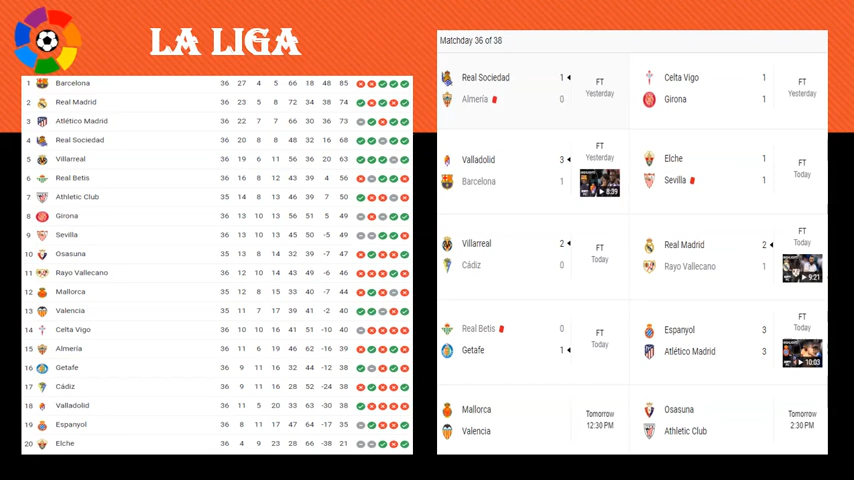 LA LIGA
1 Barcelona 36 27 4 5 66 18 48 85
2 Real Madrid 36 23 5 8 72 34 38 74
3 Atlético Madrid 36 22 7 7 66 30 36 73
4 Real Sociedad 36 20 8 8 48 32 16 68
5 Villarreal 36 19 6 11 56 36 20 63
6 Real Betis 36 16 8 12 43 39 4 56
7 Athletic Club 35 14 8 13 46 39 7 50
8 Girona 36 13 10 13 56 51 5 49
9 Sevilla 36 13 10 13 45 50 -5 49
10 Osasuna 35 13 8 14 32 39 -7 47
11 Rayo Vallecano 36 12 10 14 43 49 -6 46
12 Mallorca 35 12 8 15 33 40 -7 44
13 Valencia 35 11 7 17 39 41 -2 40
14 Celta Vigo 36 10 10 16 41 51 -10 40
15 Almería 36 11 6 19 46 62 -16 39
16 Getafe 36 9 11 16 32 44 -12 38
17 Cádiz 36 9 11 16 28 52 -24 38
18 Valladolid 36 11 5 20 33 63 -30 38
19 Espanyol 36 8 11 17 47 64 -17 35
20 Elche 36 4 9 23 28 66 -38 21
Matchday 36 of 38
Real Sociedad 1
Almería 0
FT
Yesterday
Celta Vigo 1
Girona 1
FT
Yesterday
Valladolid 3
Barcelona 1
FT
Yesterday
8:39
Elche 1
Sevilla 1
FT
Today
Villarreal 2
Cádiz 0
FT
Today
Real Madrid 2
Rayo Vallecano 1
FT
Today
9:21
Real Betis 0
Getafe 1
FT
Today
Espanyol 3
Atlético Madrid 3
FT
Today
10:03
Mallorca
Valencia
Tomorrow
12:30 PM
Osasuna
Athletic Club
Tomorrow
2:30 PM